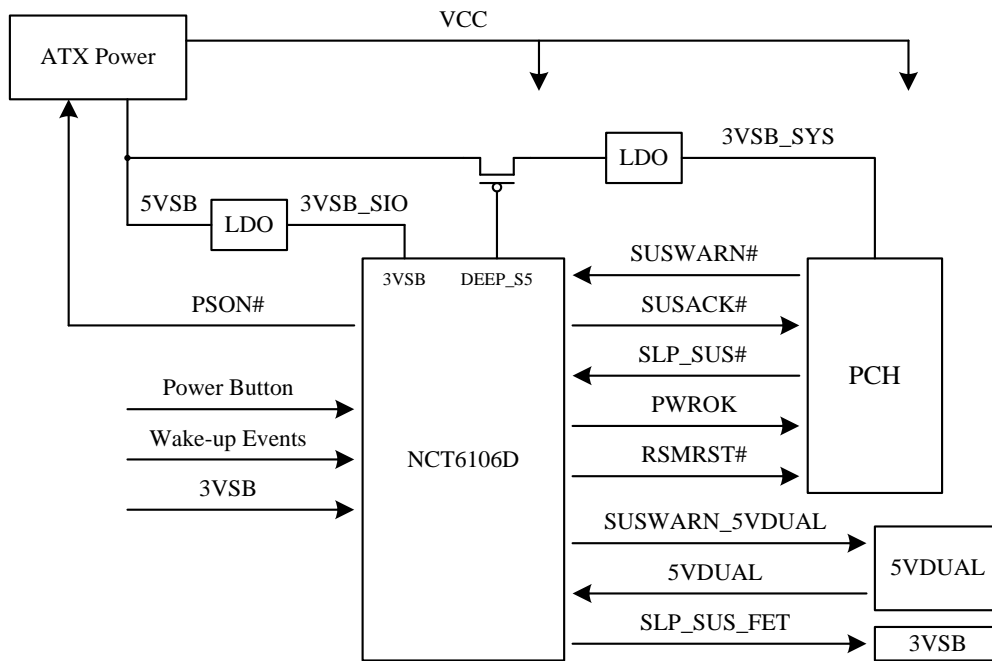 VCC
ATX Power
3VSB_SYS
LDO
5VSB
3VSB_SIO
LDO
3VSB
DEEP_S5
SUSWARN#
PSON#
SUSACK#
SLP_SUS#
PCH
Power Button
PWROK
Wake-up Events
NCT6106D
RSMRST#
3VSB
SUSWARN_5VDUAL
5VDUAL
5VDUAL
SLP_SUS_FET
3VSB